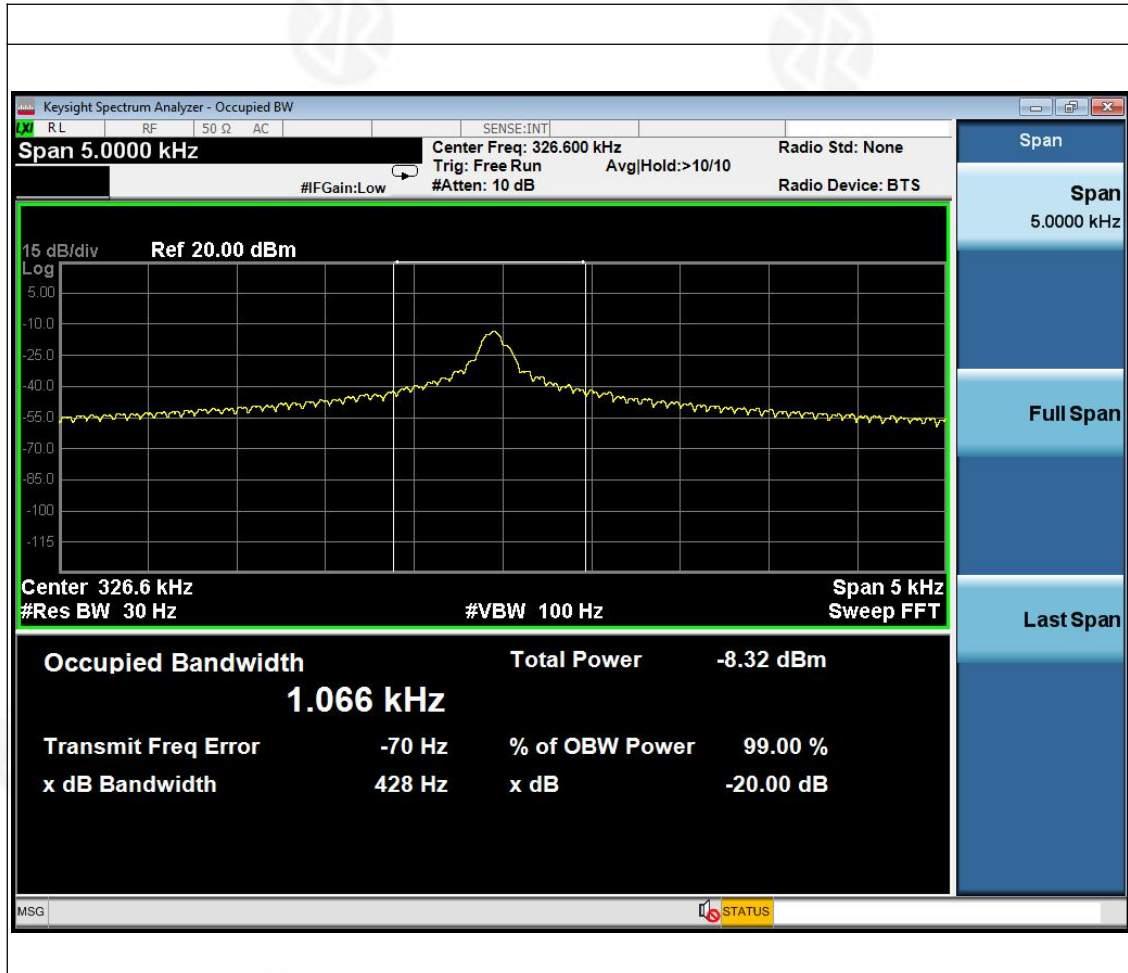 Keysight Spectrum Analyzer - Occupied BW
LXI RL RF 50 Ω AC SENSE:INT
Span 5.0000 kHz
Center Freq: 326.600 kHz Radio Std: None
Trig: Free Run Avg|Hold:>10/10
#IFGain:Low #Atten: 10 dB Radio Device: BTS
15 dB/div Ref 20.00 dBm
Log
5.00
-10.0
-25.0
-40.0
-55.0
-70.0
-85.0
-100
-115
Center 326.6 kHz Span 5 kHz
#Res BW 30 Hz #VBW 100 Hz Sweep FFT
Occupied Bandwidth Total Power -8.32 dBm
1.066 kHz
Transmit Freq Error -70 Hz % of OBW Power 99.00 %
x dB Bandwidth 428 Hz x dB -20.00 dB
Span
Span
5.0000 kHz
Full Span
Last Span
MSG STATUS